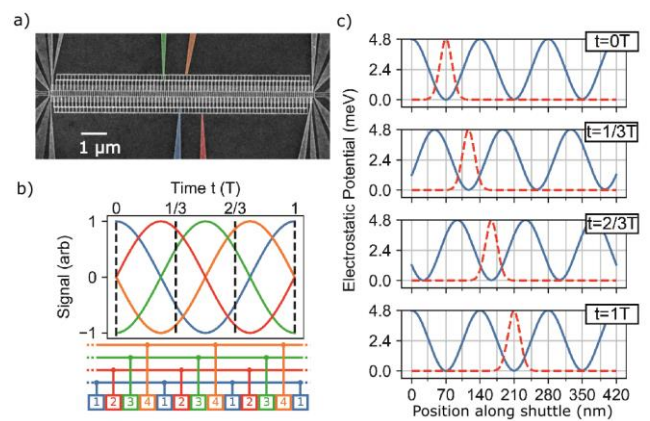 a)
1 μm
b)
Time t (T)
0 1/3 2/3 1
Signal (arb)
1
0
−1
1 2 3 4 1 2 3 4 1 2 3 4 1
c)
Electrostatic Potential (meV)
4.8
2.4
0.0
t=0T
4.8
2.4
0.0
t=1/3T
4.8
2.4
0.0
t=2/3T
4.8
2.4
0.0
t=1T
0 70 140 210 280 350 420
Position along shuttle (nm)